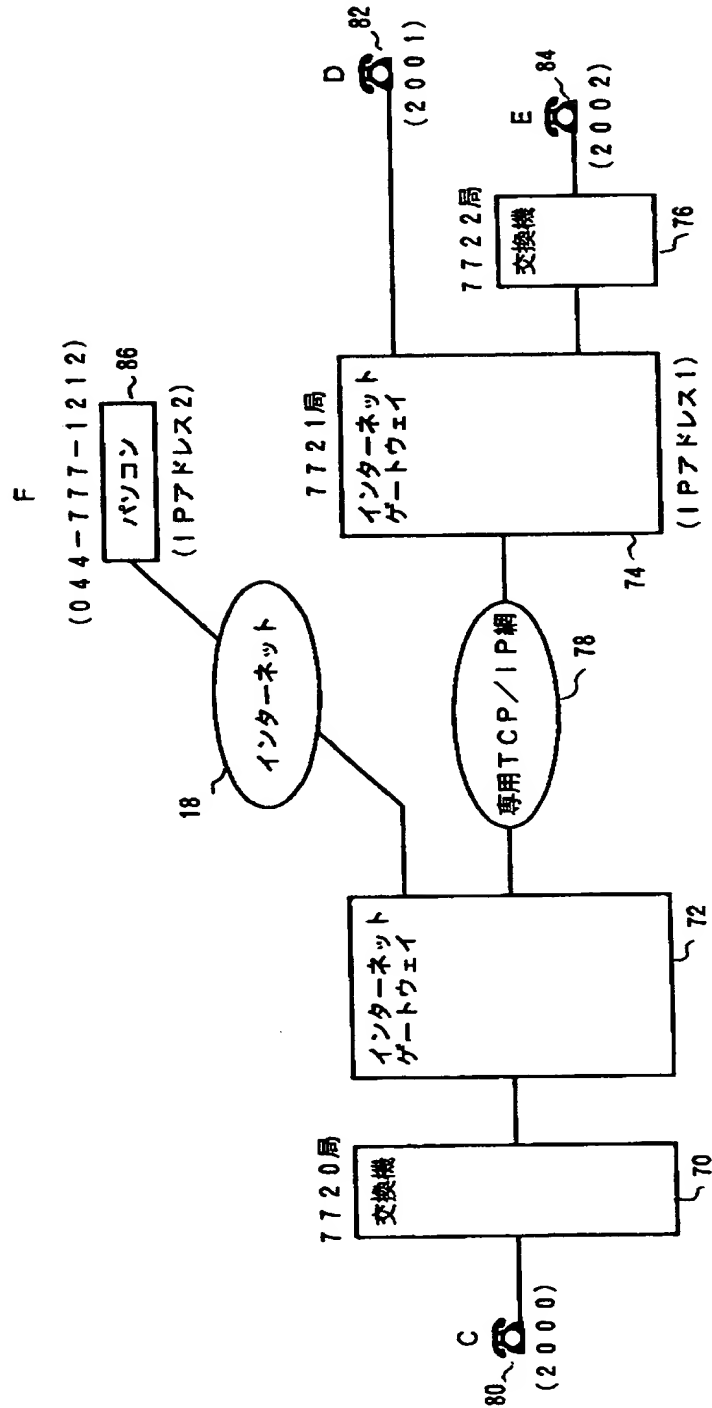 F
(044-777-1212)
パソコン
86
(IPアドレス2)
インターネット
18
D
82
(2001)
7721局
インターネット
ゲートウェイ
74
(IPアドレス1)
7722局
交換機
76
E
84
(2002)
専用TCP/IP網
78
インターネット
ゲートウェイ
72
7720局
交換機
70
C
80
(2000)